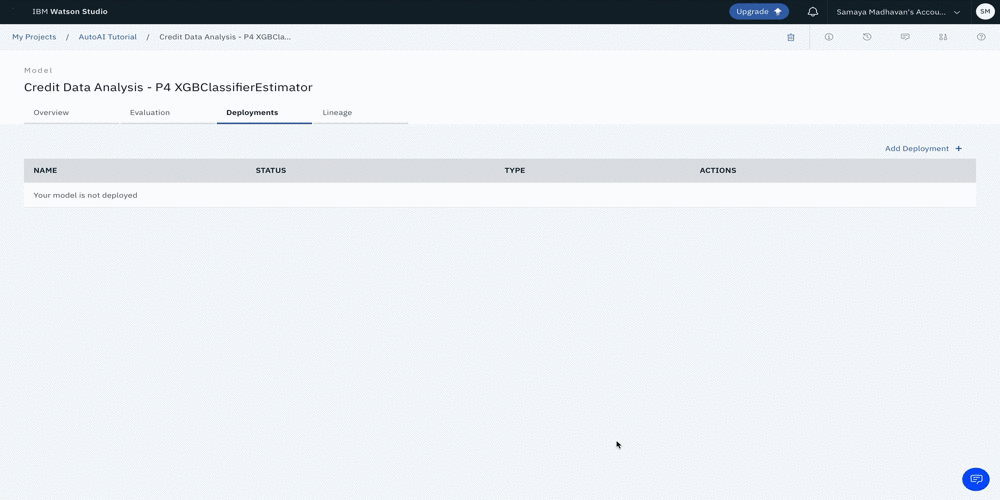 IBM Watson Studio Upgrade Samaya Madhavan's Accou... SM
My Projects / AutoAI Tutorial / Credit Data Analysis - P4 XGBCla...
Model
Credit Data Analysis - P4 XGBClassifierEstimator
Overview Evaluation Deployments Lineage
Add Deployment +
NAME STATUS TYPE ACTIONS
Your model is not deployed